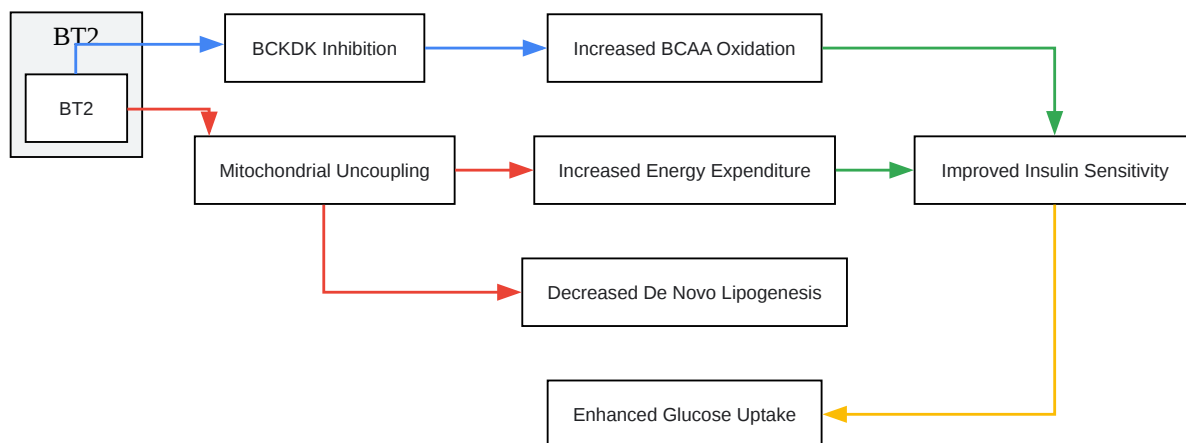 BT2
BT2
BCKDK Inhibition
Increased BCAA Oxidation
Mitochondrial Uncoupling
Increased Energy Expenditure
Improved Insulin Sensitivity
Decreased De Novo Lipogenesis
Enhanced Glucose Uptake